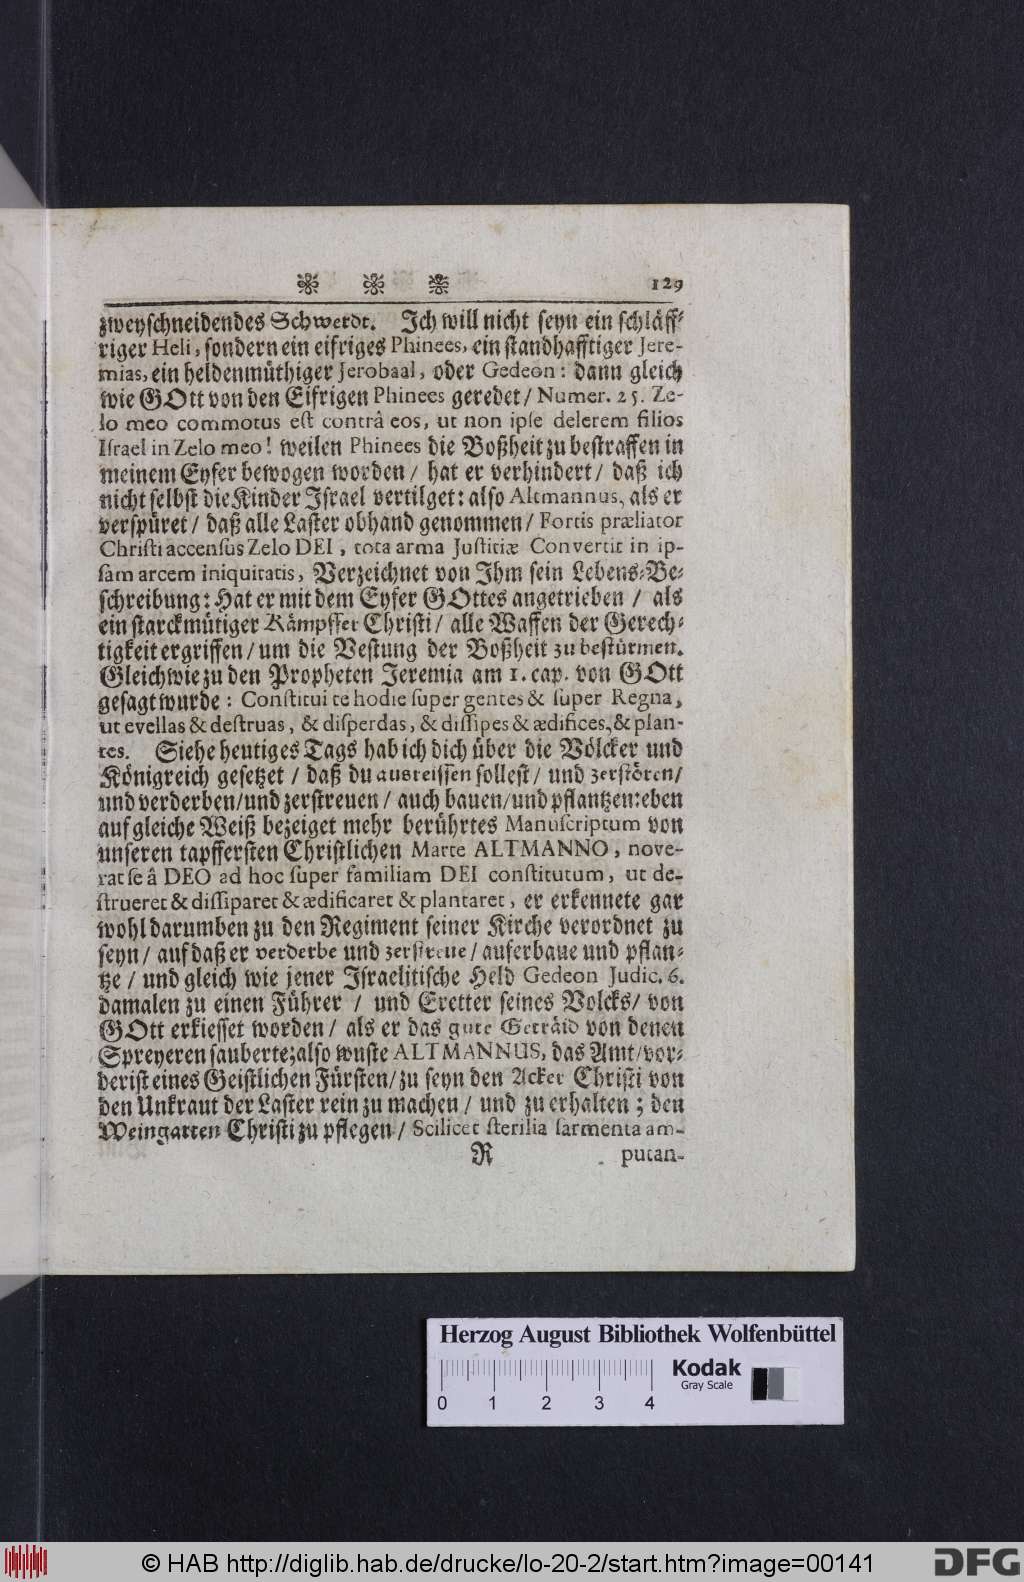 129
zweyschneidendes Schwerdt. Ich will nicht seyn ein schläff-
riger Heli, sondern ein eifriges Phinees, ein standhafftiger Jere-
mias, ein heldenmüthiger Jerobaal, oder Gedeon: dann gleich
wie GOtt von den Eifrigen Phinees geredet / Numer. 25. Ze-
lo meo commotus est contrâ eos, ut non ipse delerem filios
Israel in Zelo meo! weilen Phinees die Boßheit zu bestraffen in
meinem Eyfer bewogen worden / hat er verhindert / daß ich
nicht selbst die Kinder Israel vertilget: also Altmannus, als er
verspüret / daß alle Laster obhand genommen / Fortis præliator
Christi accensus Zelo DEI, tota arma Justitiæ Convertit in ip-
sam arcem iniquitatis, Verzeichnet von Ihm sein Lebens-Be-
schreibung: Hat er mit dem Eyfer GOttes angetrieben / als
ein starckmütiger Kämpffer Christi / alle Waffen der Gerech-
tigkeit ergriffen / um die Vestung der Boßheit zu bestürmen.
Gleichwie zu den Propheten Jeremia am 1. cap. von GOtt
gesagt wurde: Constitui te hodie super gentes & super Regna,
ut evellas & destruas, & disperdas, & dissipes & ædifices, & plan-
tes. Siehe heutiges Tags hab ich dich über die Völcker und
Königreich gesetzet / daß du ausreissen sollest / und zerstören /
und verderben / und zerstreuen / auch bauen / und pflantzen: eben
auf gleiche Weiß bezeiget mehr berührtes Manuscriptum von
unseren tapffersten Christlichen Marte ALTMANNO, nove-
rat se â DEO ad hoc super familiam DEI constitutum, ut de-
strueret & dissiparet & ædificaret & plantaret, er erkennete gar
wohl darumben zu den Regiment seiner Kirche verordnet zu
seyn / auf daß er verderbe und zerstreue / auferbaue und pflan-
tze / und gleich wie jener Israelitische Held Gedeon Judic. 6.
damalen zu einen Führer / und Eretter seines Volcks / von
GOtt erkiesset worden / als er das gute Geträid von denen
Spreyeren sauberte; also wuste ALTMANNUS, das Amt / vor-
derist eines Geistlichen Fürsten / zu seyn den Acker Christi von
den Unkraut der Laster rein zu machen / und zu erhalten; den
Weingarten Christi zu pflegen / Scilicet sterilia sarmenta am-
R putan-
Herzog August Bibliothek Wolfenbüttel
Kodak
Gray Scale
0 1 2 3 4
© HAB http://diglib.hab.de/drucke/lo-20-2/start.htm?image=00141
DFG